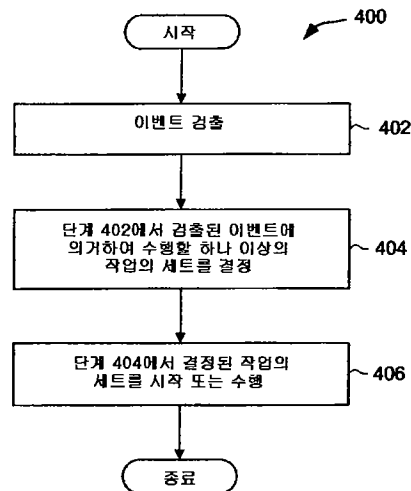 시작
400
이벤트 검출
402
단계 402에서 검출된 이벤트에
의거하여 수행할 하나 이상의
작업의 세트를 결정
404
단계 404에서 결정된 작업의
세트를 시작 또는 수행
406
종료